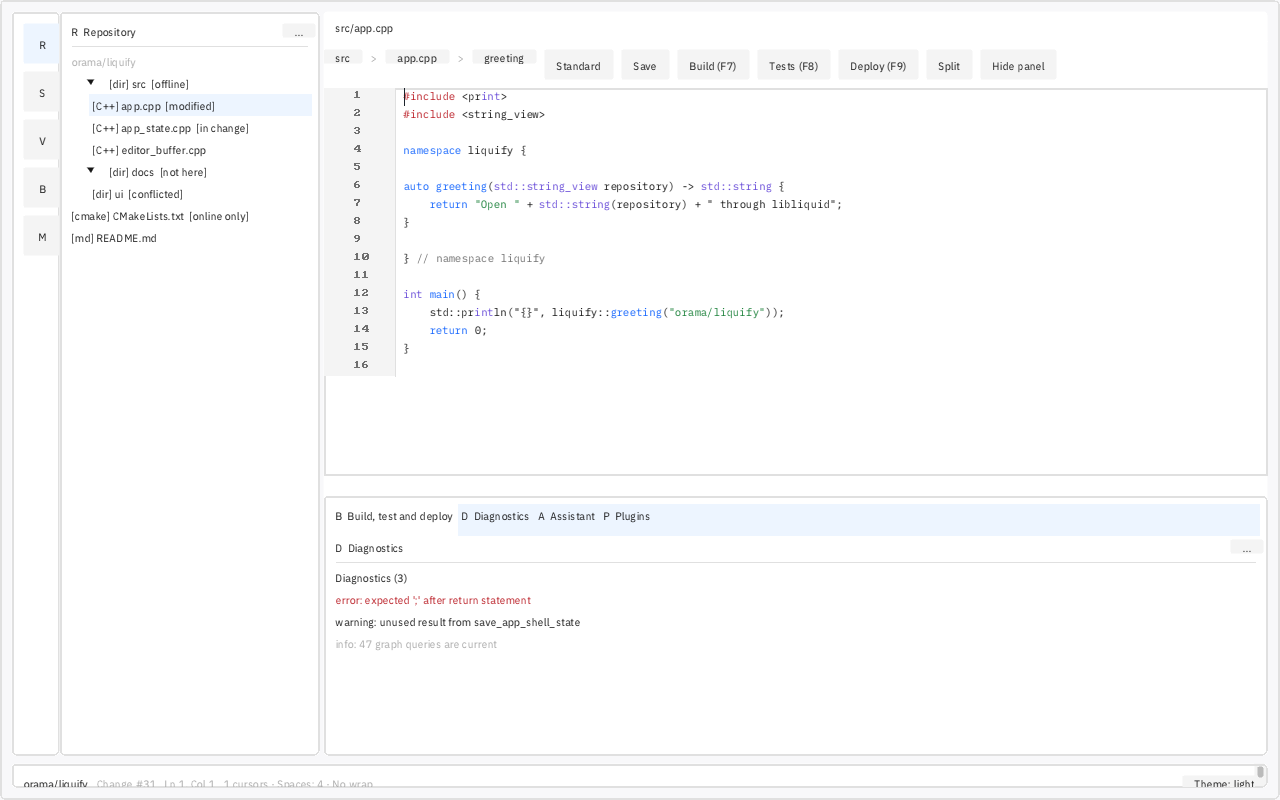 R
S
V
B
M
R Repository
...
orama/liquify
▼ [dir] src [offline]
[C++] app.cpp [modified]
[C++] app_state.cpp [in change]
[C++] editor_buffer.cpp
▼ [dir] docs [not here]
[dir] ui [conflicted]
[cmake] CMakeLists.txt [online only]
[md] README.md
src/app.cpp
src > app.cpp > greeting Standard Save Build (F7) Tests (F8) Deploy (F9) Split Hide panel
1 #include <print>
2 #include <string_view>
3
4 namespace liquify {
5
6 auto greeting(std::string_view repository) -> std::string {
7 return "Open " + std::string(repository) + " through libliquid";
8 }
9
10 } // namespace liquify
11
12 int main() {
13 std::println("{}", liquify::greeting("orama/liquify"));
14 return 0;
15 }
16
B Build, test and deploy D Diagnostics A Assistant P Plugins
D Diagnostics ...
Diagnostics (3)
error: expected ';' after return statement
warning: unused result from save_app_shell_state
info: 47 graph queries are current
orama/liquify Change #31 Ln 1, Col 1 1 cursors · Spaces: 4 · No wrap Theme: light